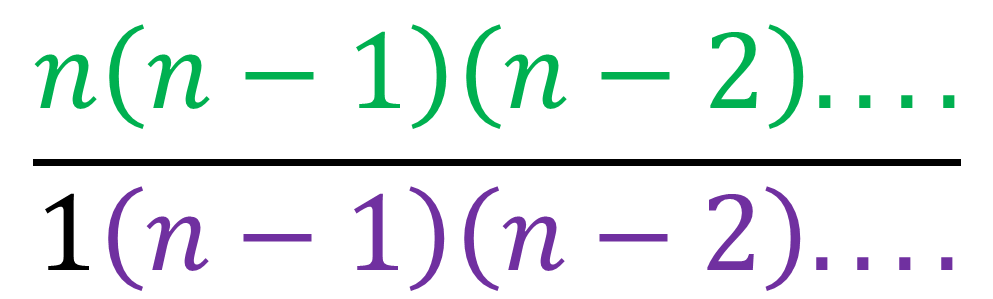 n(n − 1)(n − 2)....
1(n − 1)(n − 2)....